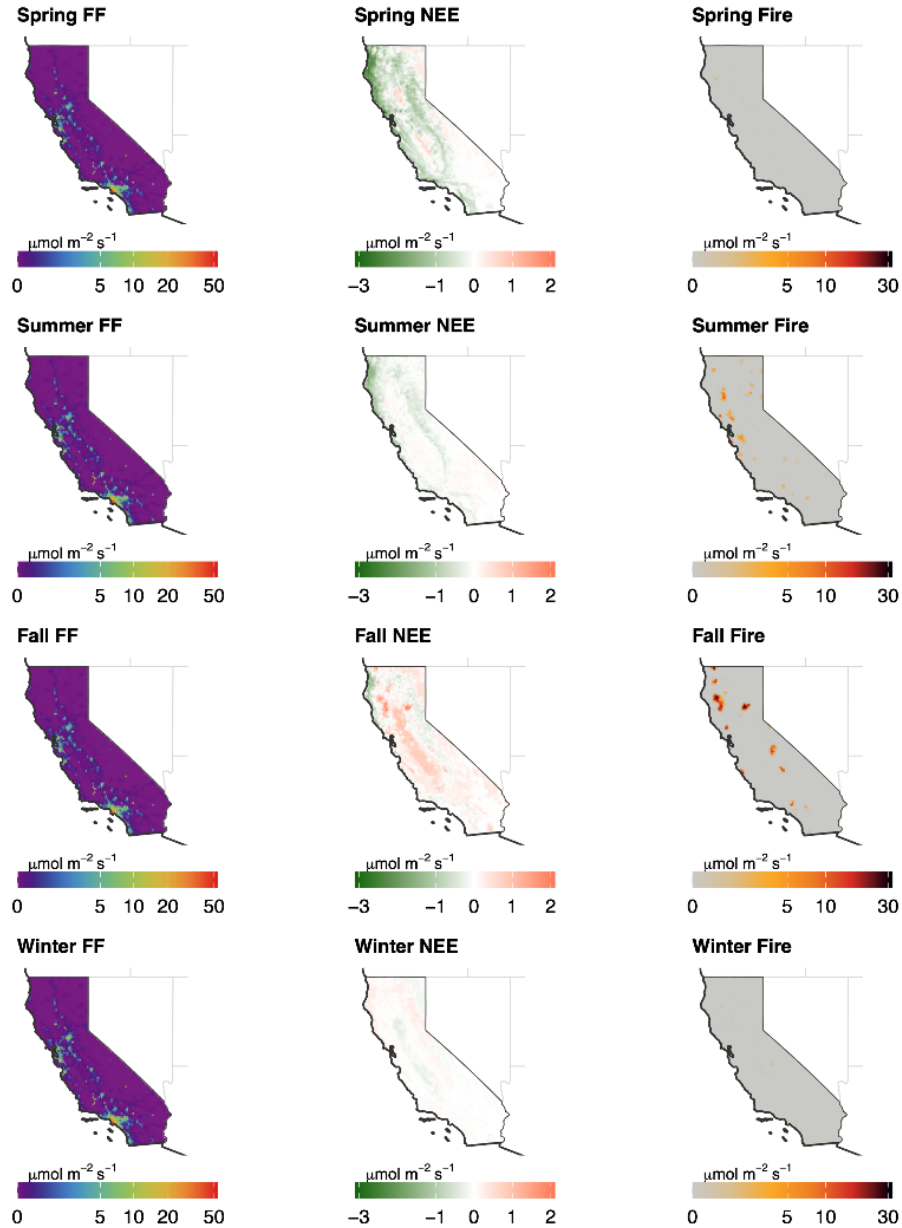 Spring FF Spring NEE Spring Fire
μmol m⁻² s⁻¹ μmol m⁻² s⁻¹ μmol m⁻² s⁻¹
0 5 10 20 50 −3 −1 0 1 2 0 5 10 30
Summer FF Summer NEE Summer Fire
μmol m⁻² s⁻¹ μmol m⁻² s⁻¹ μmol m⁻² s⁻¹
0 5 10 20 50 −3 −1 0 1 2 0 5 10 30
Fall FF Fall NEE Fall Fire
μmol m⁻² s⁻¹ μmol m⁻² s⁻¹ μmol m⁻² s⁻¹
0 5 10 20 50 −3 −1 0 1 2 0 5 10 30
Winter FF Winter NEE Winter Fire
μmol m⁻² s⁻¹ μmol m⁻² s⁻¹ μmol m⁻² s⁻¹
0 5 10 20 50 −3 −1 0 1 2 0 5 10 30